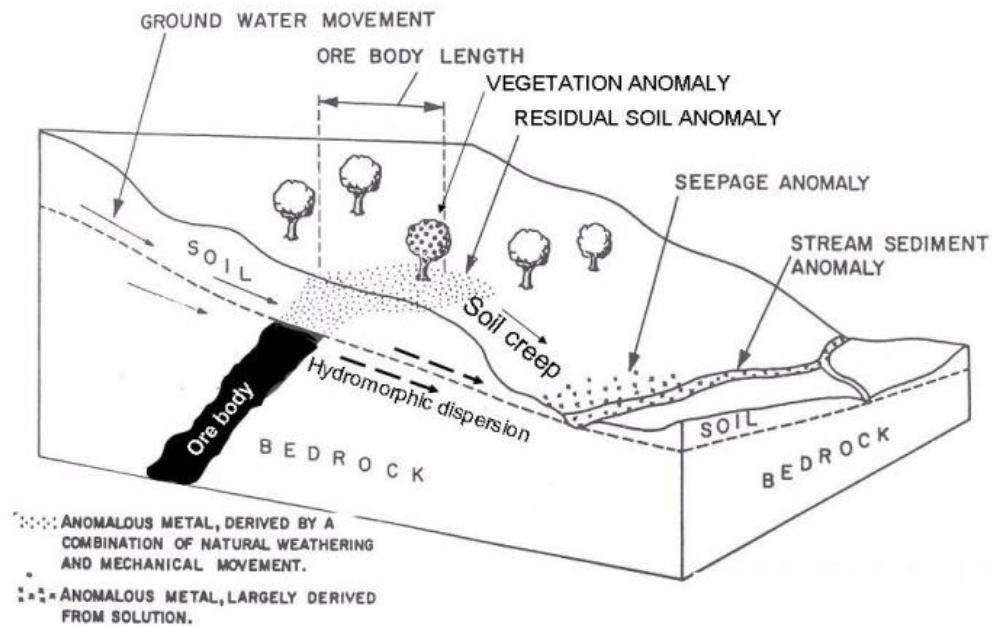 GROUND WATER MOVEMENT
ORE BODY LENGTH
VEGETATION ANOMALY
RESIDUAL SOIL ANOMALY
SEEPAGE ANOMALY
STREAM SEDIMENT
ANOMALY
SOIL
Soil creep
Hydromorphic dispersion
Ore body
BEDROCK
SOIL
BEDROCK
ANOMALOUS METAL, DERIVED BY A
COMBINATION OF NATURAL WEATHERING
AND MECHANICAL MOVEMENT.
ANOMALOUS METAL, LARGELY DERIVED
FROM SOLUTION.